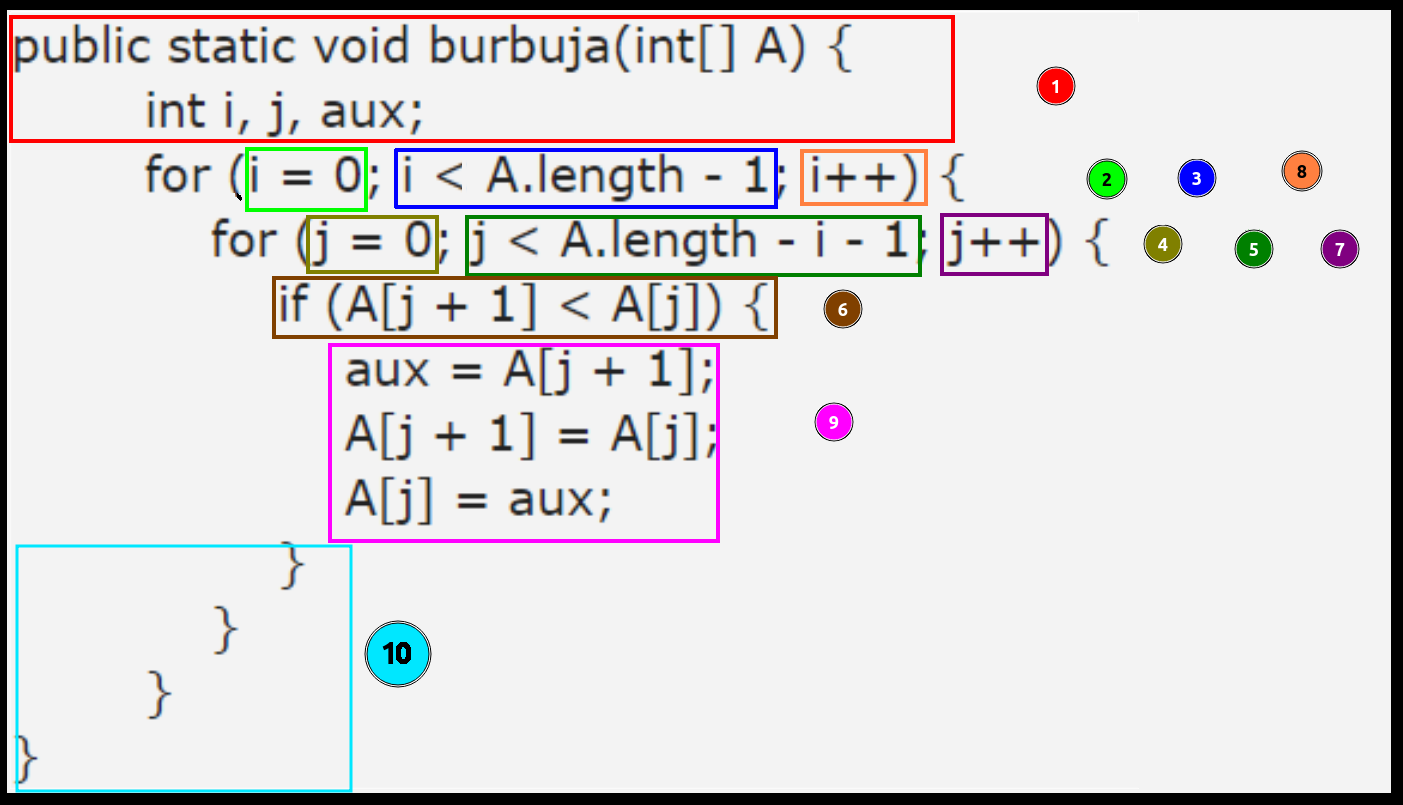 public static void burbuja(int[] A) {
int i, j, aux;
1
for (i = 0; i < A.length - 1; i++) {
2 3 8
for (j = 0; j < A.length - i - 1; j++) {
4 5 7
if (A[j + 1] < A[j]) {
6
aux = A[j + 1];
A[j + 1] = A[j];
9
A[j] = aux;
}
}
10
}
}